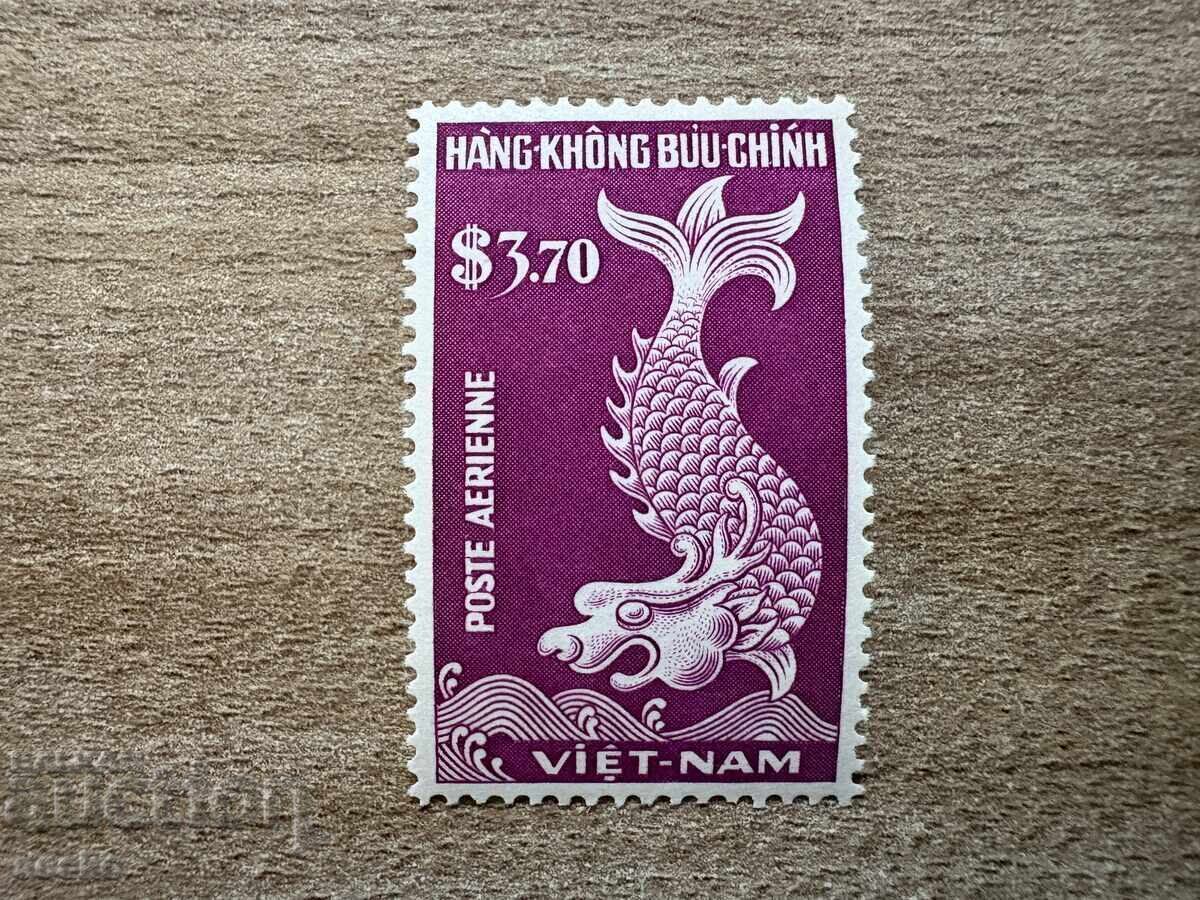 HÀNG-KHÔNG BƯU-CHÍNH
$3.70
POSTE AERIENNE
VIỆT-NAM